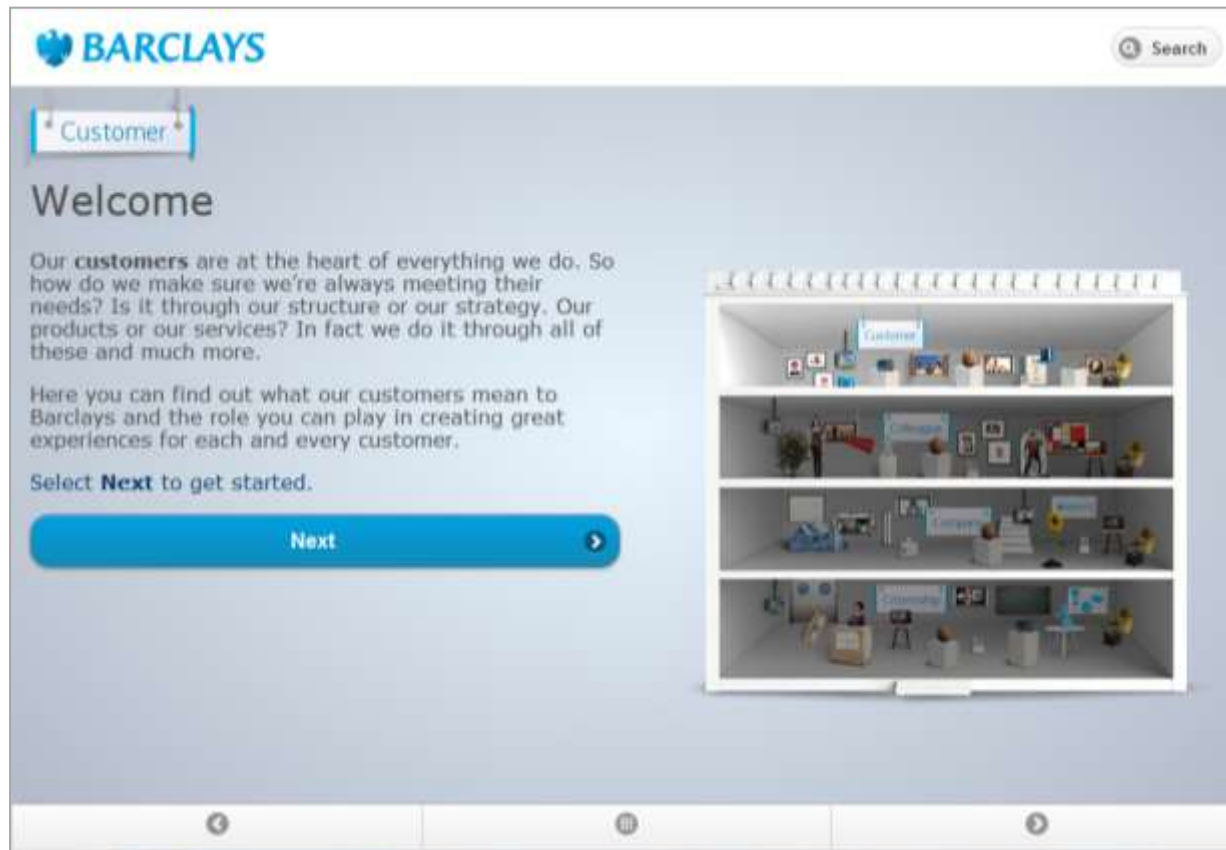 BARCLAYS
Search
Customer
Welcome
Our customers are at the heart of everything we do. So
how do we make sure we're always meeting their
needs? Is it through our structure or our strategy. Our
products or our services? In fact we do it through all of
these and much more.
Here you can find out what our customers mean to
Barclays and the role you can play in creating great
experiences for each and every customer.
Select Next to get started.
Next
Customer
Colleague
Company
Citizenship